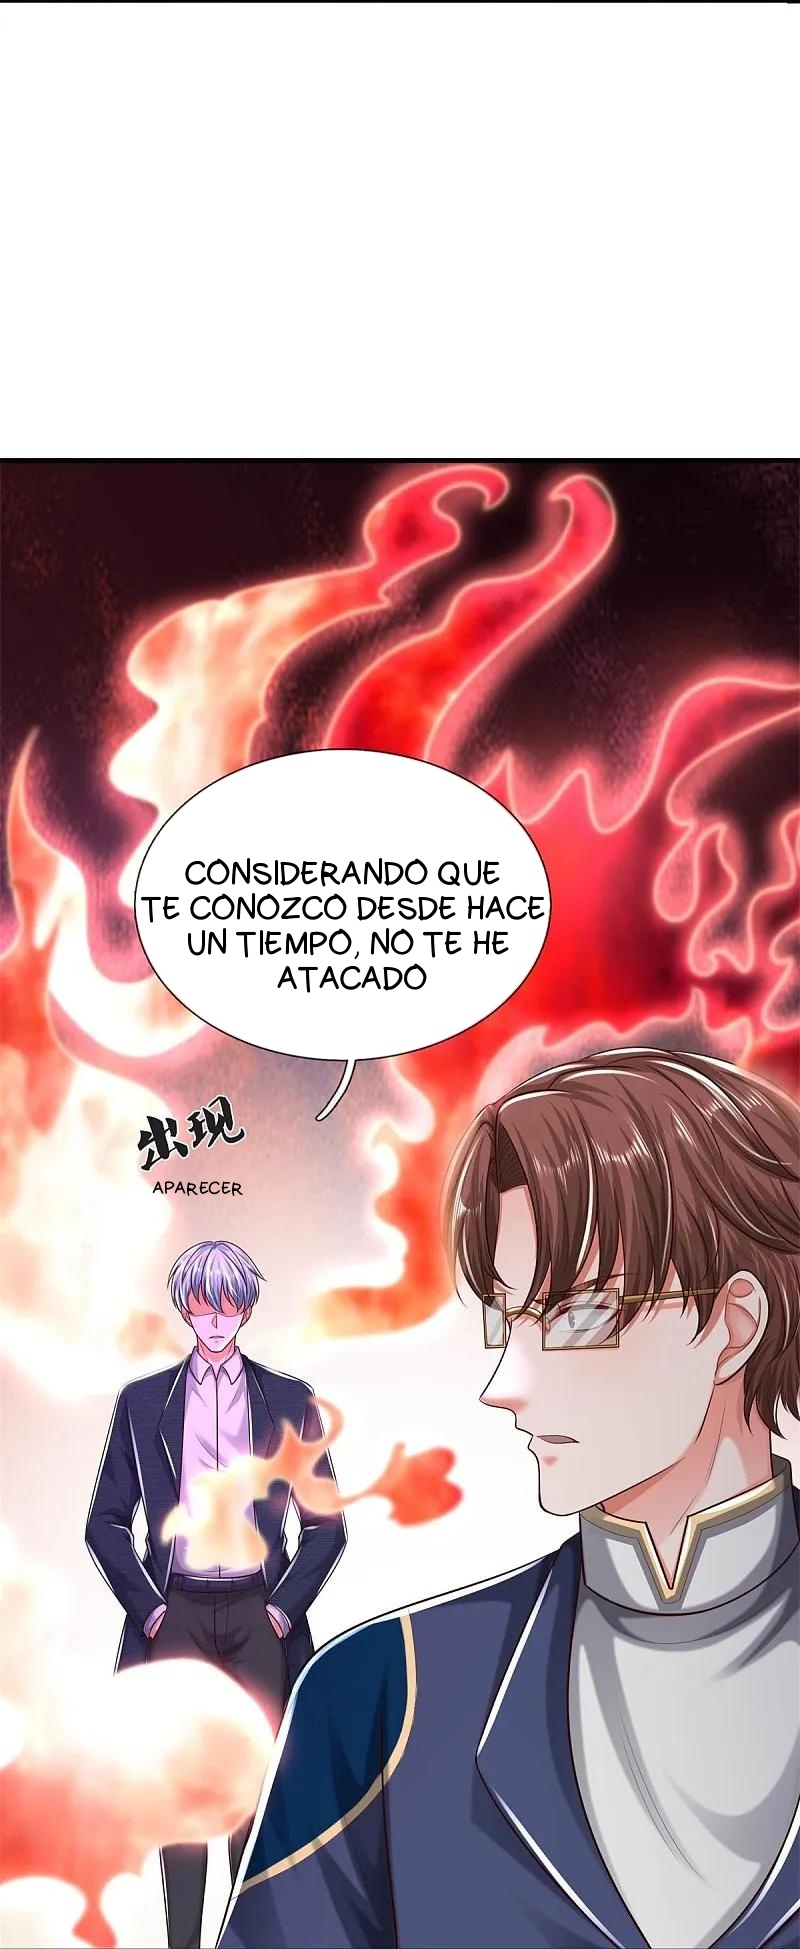 CONSIDERANDO QUE
TE CONOZCO DESDE HACE
UN TIEMPO, NO TE HE
ATACADO
出现
APARECER